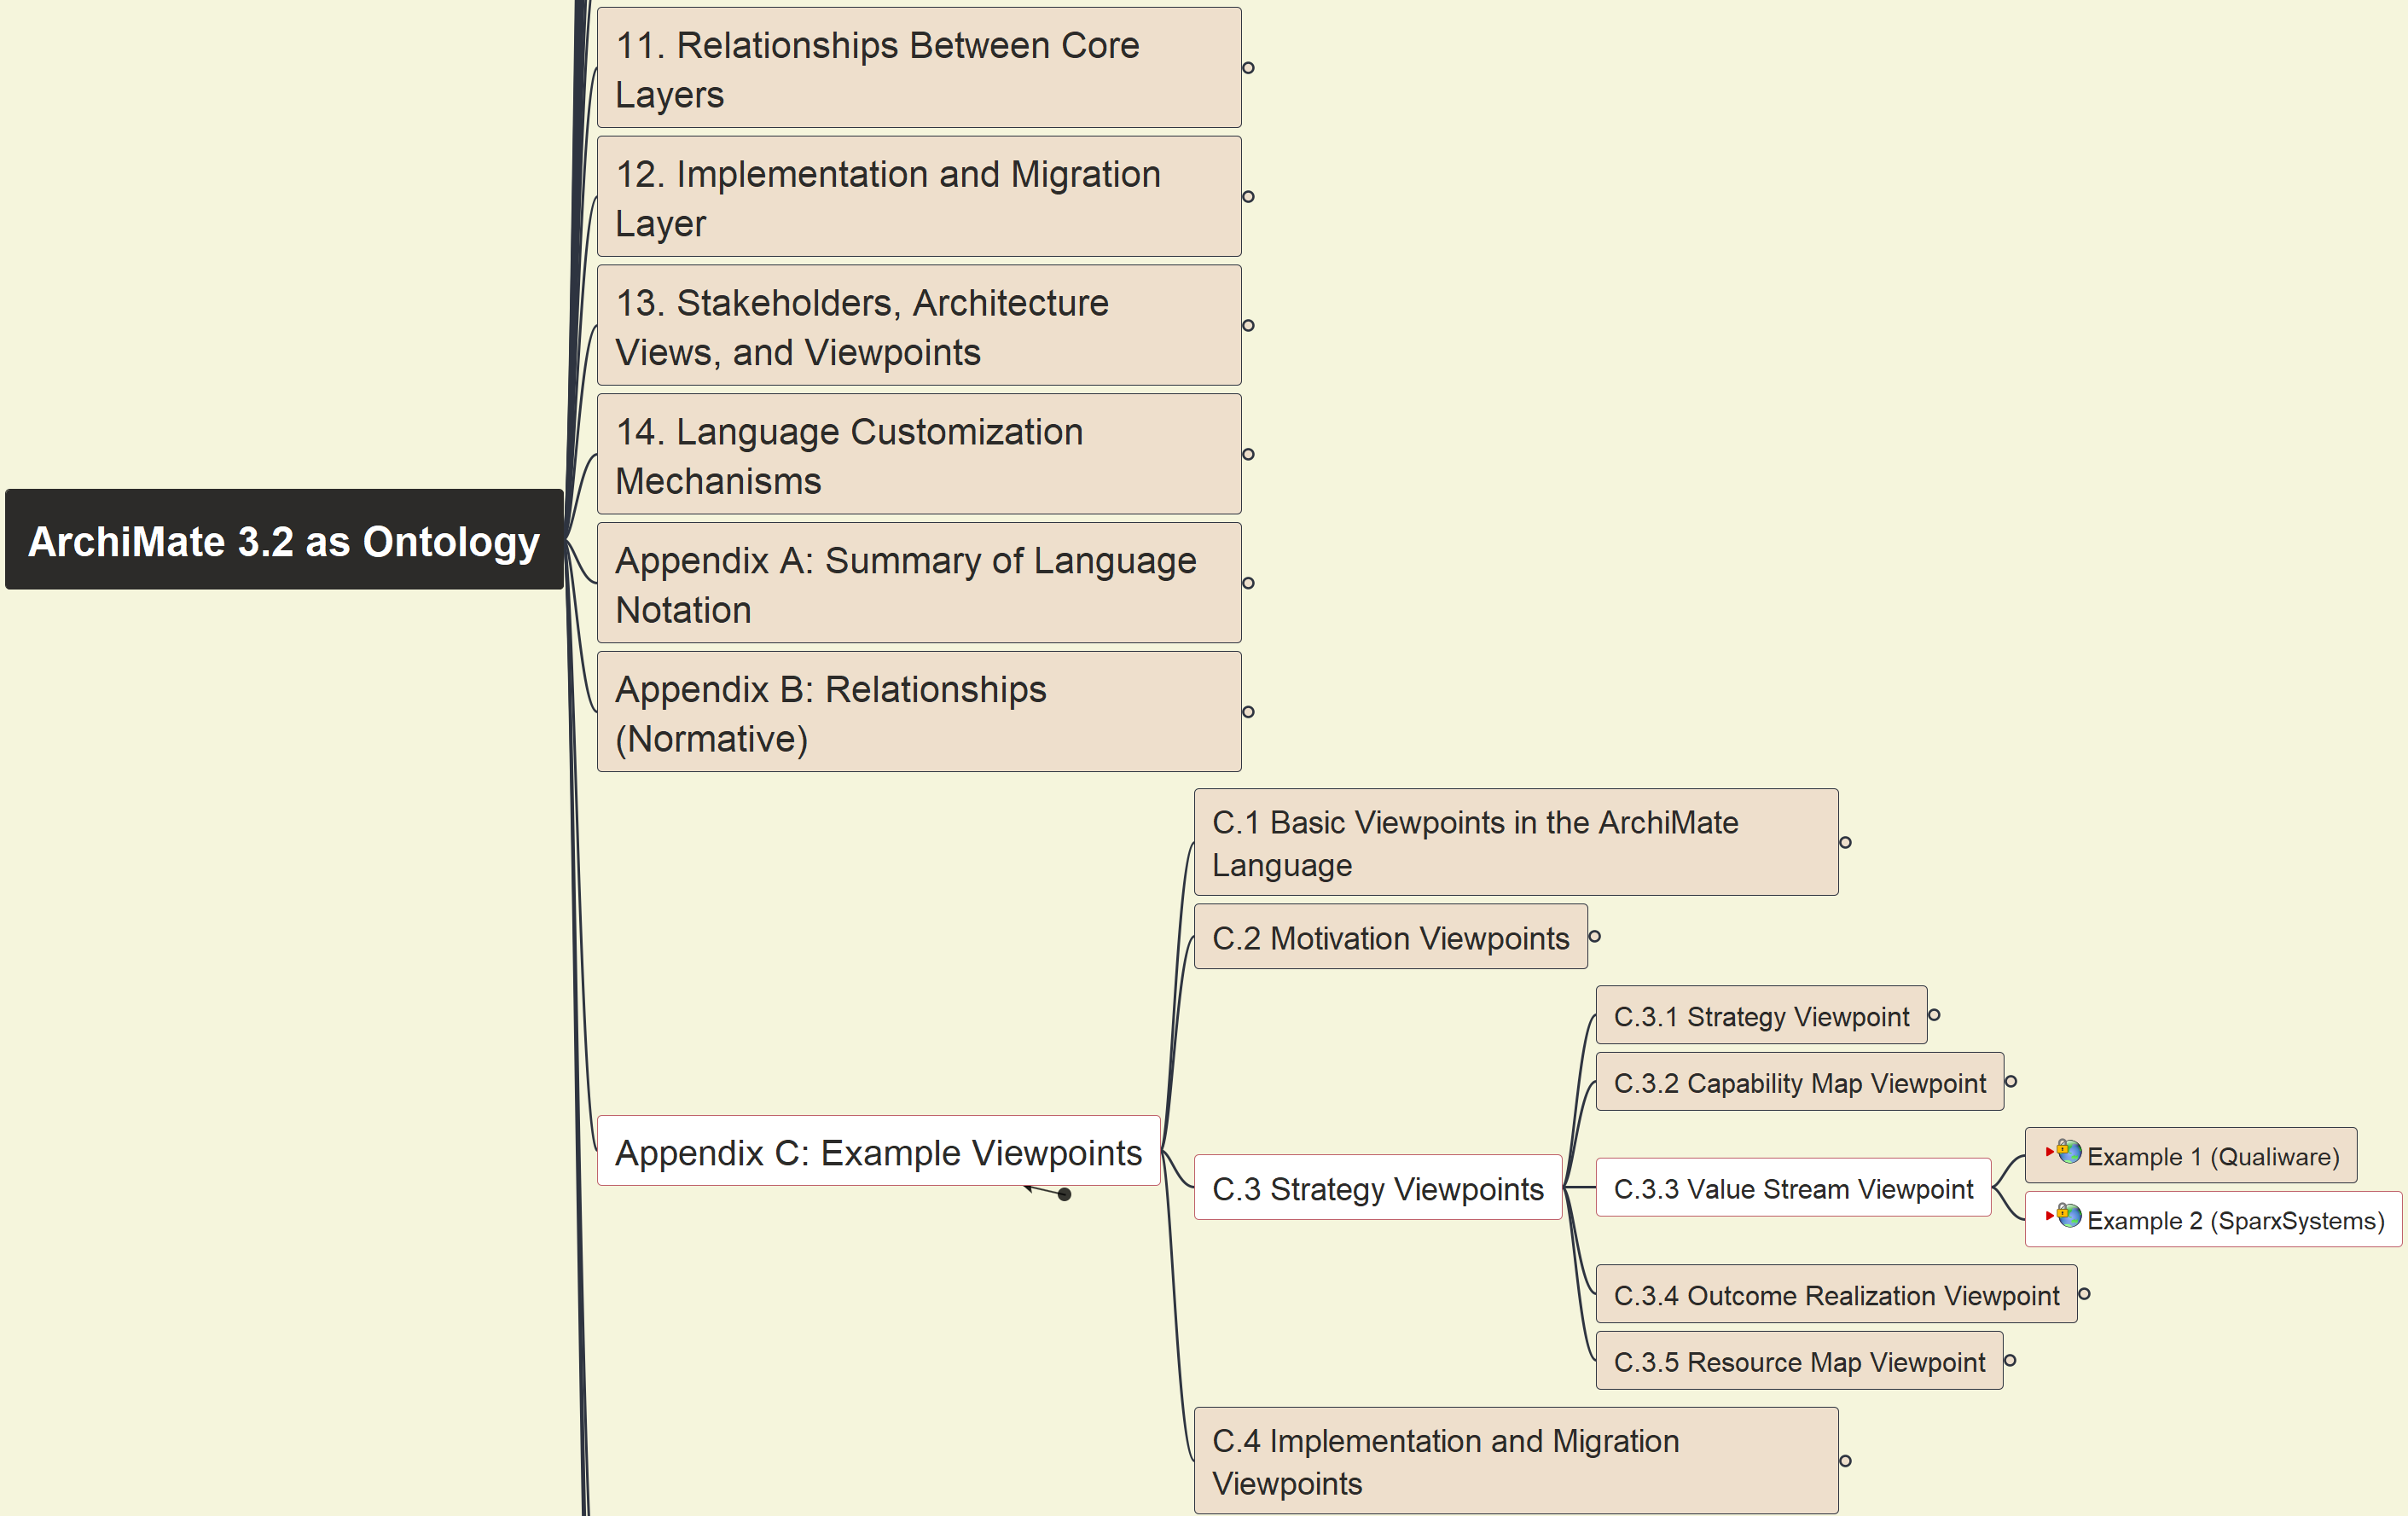 11. Relationships Between Core
Layers
12. Implementation and Migration
Layer
13. Stakeholders, Architecture
Views, and Viewpoints
14. Language Customization
Mechanisms
ArchiMate 3.2 as Ontology
Appendix A: Summary of Language
Notation
Appendix B: Relationships
(Normative)
Appendix C: Example Viewpoints
C.1 Basic Viewpoints in the ArchiMate
Language
C.2 Motivation Viewpoints
C.3 Strategy Viewpoints
C.3.1 Strategy Viewpoint
C.3.2 Capability Map Viewpoint
C.3.3 Value Stream Viewpoint
Example 1 (Qualiware)
Example 2 (SparxSystems)
C.3.4 Outcome Realization Viewpoint
C.3.5 Resource Map Viewpoint
C.4 Implementation and Migration
Viewpoints